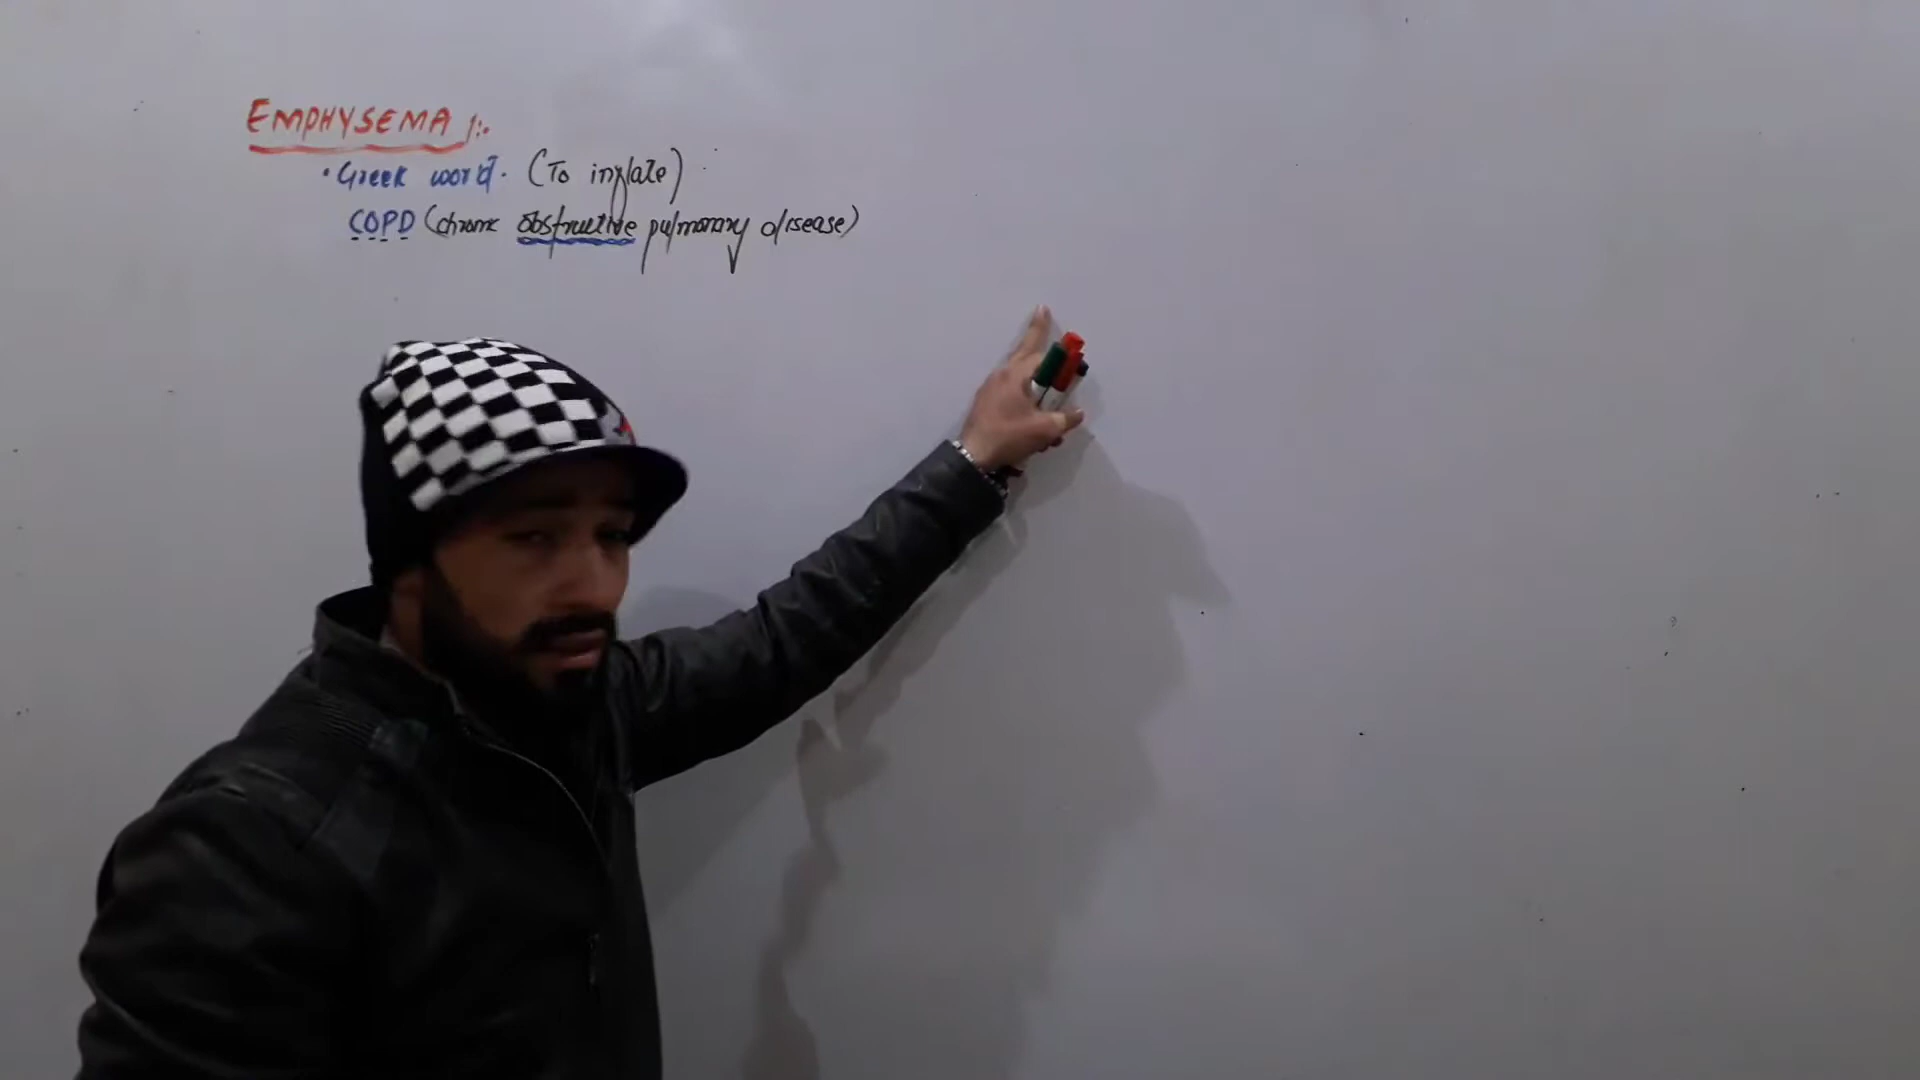 EMPHYSEMA :-
• Greek word. (To inflate)
COPD (chronic obstructive pulmonary disease)